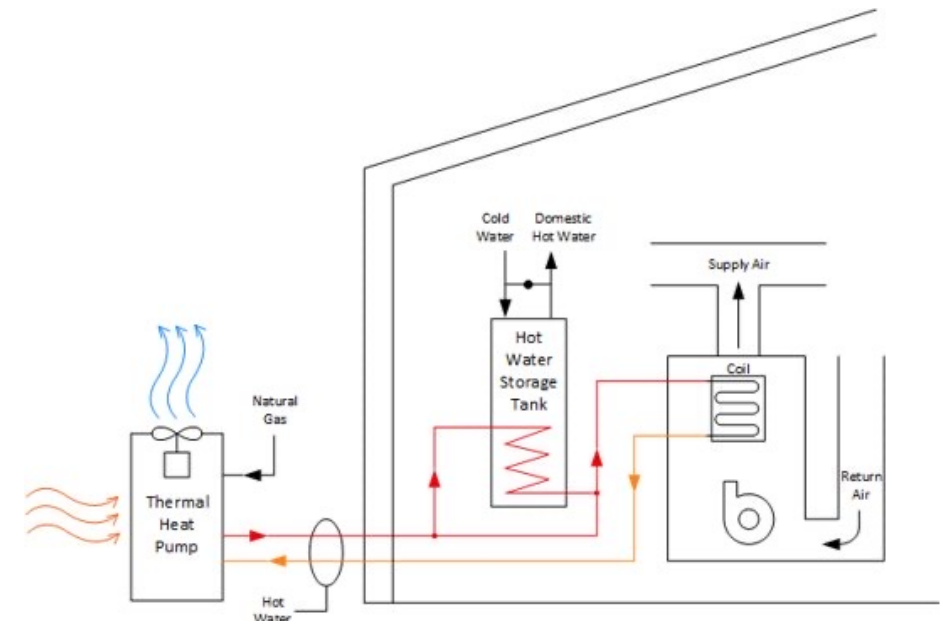 Cold
Water
Domestic
Hot Water
Supply Air
Hot
Water
Storage
Tank
Coil
Natural
Gas
Return
Air
Thermal
Heat
Pump
Hot
Water